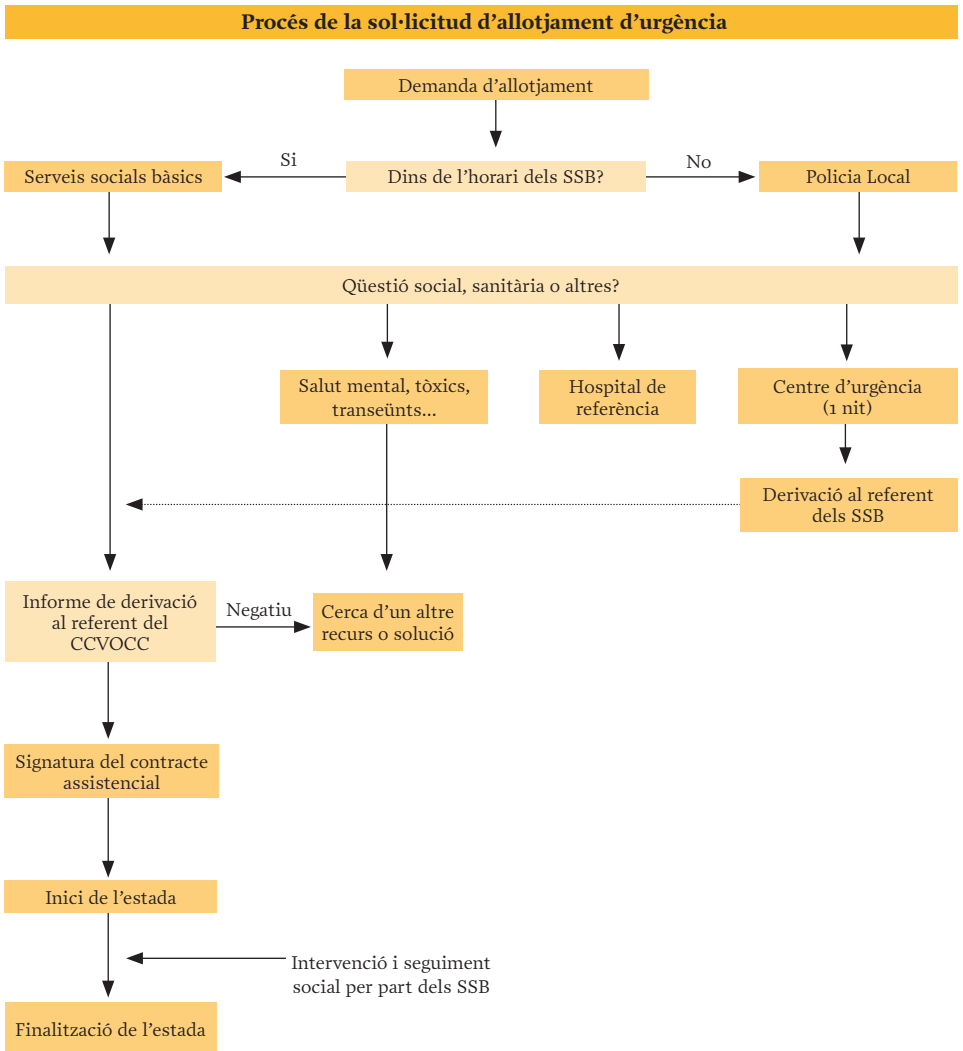 Procés de la sol·licitud d’allotjament d’urgència
Demanda d’allotjament
Si
No
Serveis socials bàsics
Dins de l’horari dels SSB?
Policia Local
Qüestió social, sanitària o altres?
Salut mental, tòxics,
transeünts...
Hospital de
referència
Centre d’urgència
(1 nit)
Derivació al referent
dels SSB
Informe de derivació
al referent del
CCVOCC
Negatiu
Cerca d’un altre
recurs o solució
Signatura del contracte
assistencial
Inici de l’estada
Intervenció i seguiment
social per part dels SSB
Finalització de l’estada